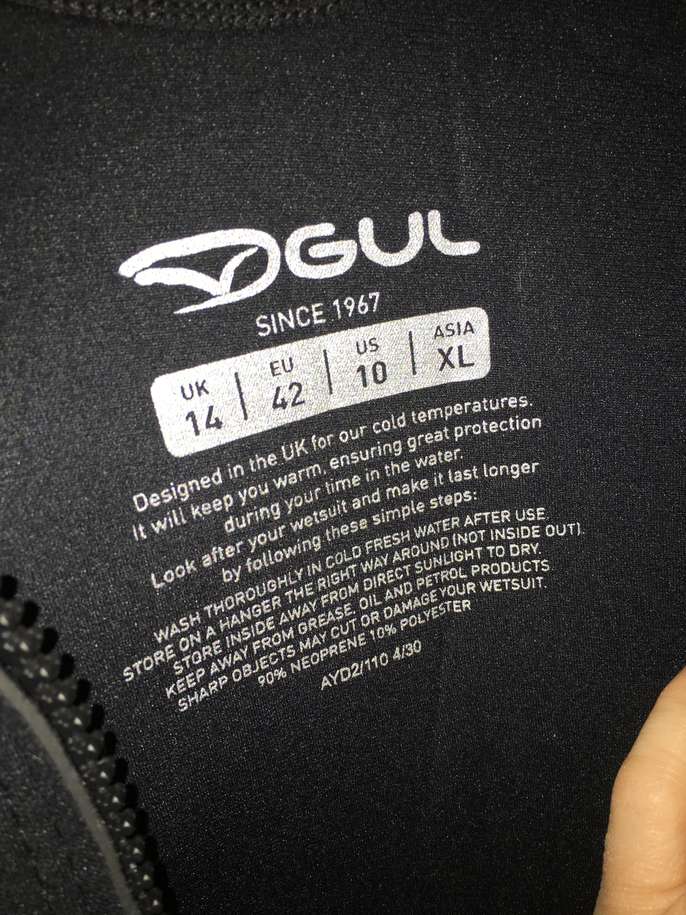 GUL
SINCE 1967
UK EU US ASIA
14 42 10 XL
Designed in the UK for our cold temperatures.
It will keep you warm, ensuring great protection
during your time in the water.
Look after your wetsuit and make it last longer
by following these simple steps:
WASH THOROUGHLY IN COLD FRESH WATER AFTER USE
STORE ON A HANGER THE RIGHT WAY AROUND (NOT INSIDE OUT).
STORE INSIDE AWAY FROM DIRECT SUNLIGHT TO DRY.
KEEP AWAY FROM GREASE, OIL AND PETROL PRODUCTS
SHARP OBJECTS MAY CUT OR DAMAGE YOUR WETSUIT.
90% NEOPRENE 10% POLYESTER
AYD2/110 4/30